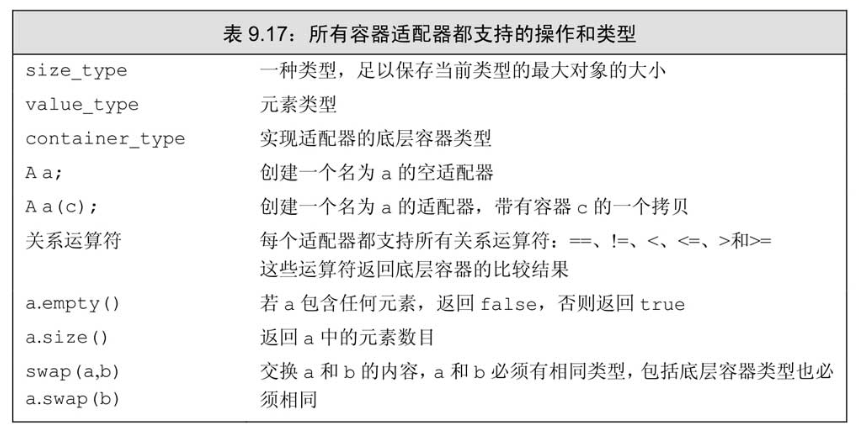 表 9.17：所有容器适配器都支持的操作和类型
size_type 一种类型，足以保存当前类型的最大对象的大小
value_type 元素类型
container_type 实现适配器的底层容器类型
A a; 创建一个名为 a 的空适配器
A a(c); 创建一个名为 a 的适配器，带有容器 c 的一个拷贝
关系运算符 每个适配器都支持所有关系运算符：==、!=、<、<=、>和>=
这些运算符返回底层容器的比较结果
a.empty() 若 a 包含任何元素，返回 false，否则返回 true
a.size() 返回 a 中的元素数目
swap(a,b) 交换 a 和 b 的内容，a 和 b 必须有相同类型，包括底层容器类型也必
a.swap(b) 须相同